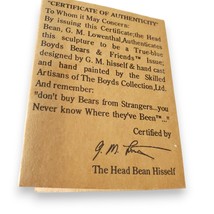 "CERTIFICATE OF AUTHENTICITY"
To Whom it May Concern:
By issuing this Certificate;the Head
Bean, G.M. Lowenthal,Authenticates
this sculpture to be a True-blue
Boyds Bears & Friends™ Issue;
designed by G. M. hisself & hand cast
and hand painted by the Skilled
Artisans of The Boyds Collection,Ltd.
And remember:
"don't buy Bears from Strangers...you
Never Know where they've Been™..."
Certified by
The Head Bean Hisself